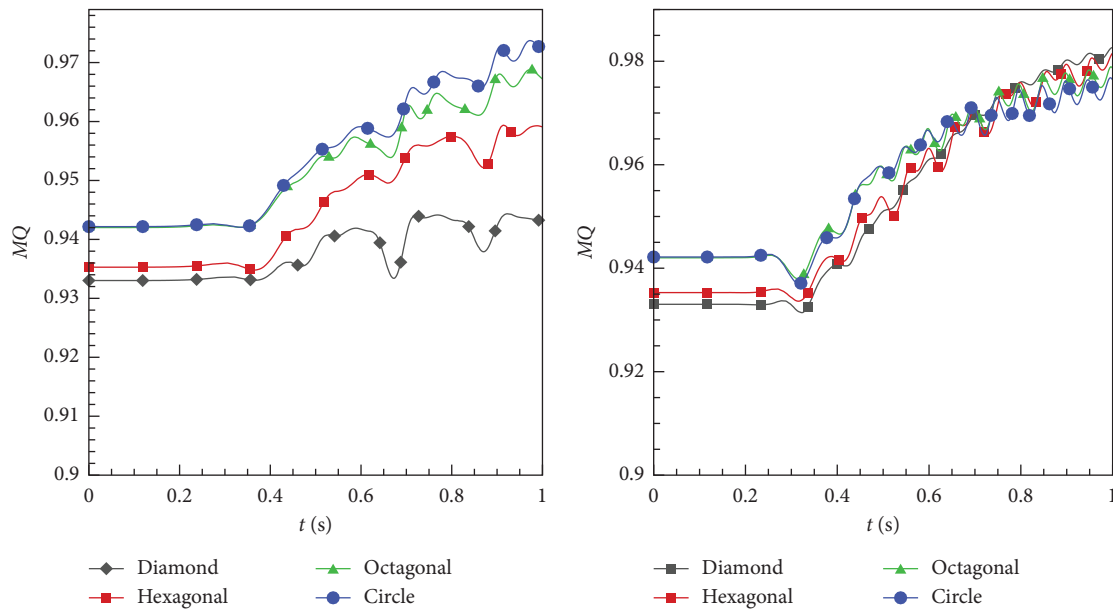 0.97
0.96
0.95
0.94
0.93
0.92
0.91
0.9
MQ
0 0.2 0.4 0.6 0.8 1
t (s)
Diamond Octagonal
Hexagonal Circle
0.98
0.96
0.94
0.92
0.9
MQ
0 0.2 0.4 0.6 0.8 1
t (s)
Diamond Octagonal
Hexagonal Circle